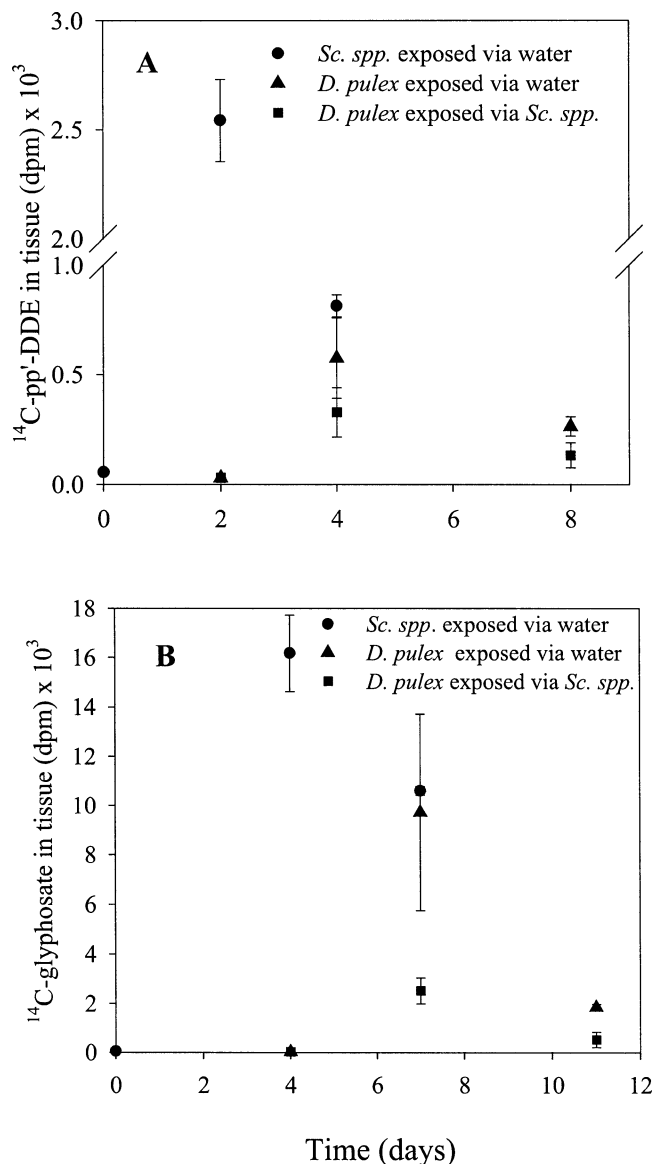 A
Sc. spp. exposed via water
D. pulex exposed via water
D. pulex exposed via Sc. spp.
¹⁴C-pp'-DDE in tissue (dpm) x 10³
3.0
2.5
2.0
1.0
0.5
0.0
0 2 4 6 8
B
Sc. spp. exposed via water
D. pulex exposed via water
D. pulex exposed via Sc. spp.
¹⁴C-glyphosate in tissue (dpm) x 10³
18
16
14
12
10
8
6
4
2
0
0 2 4 6 8 10 12
Time (days)